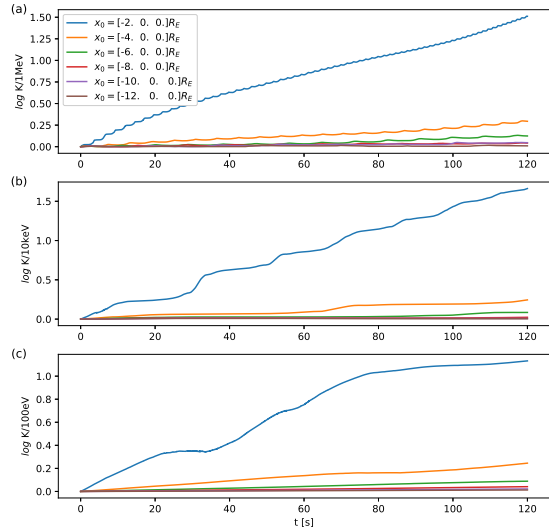 (a)
log K/1MeV
1.50
1.25
1.00
0.75
0.50
0.25
0.00
x₀ = [-2. 0. 0.]R_E
x₀ = [-4. 0. 0.]R_E
x₀ = [-6. 0. 0.]R_E
x₀ = [-8. 0. 0.]R_E
x₀ = [-10. 0. 0.]R_E
x₀ = [-12. 0. 0.]R_E
0 20 40 60 80 100 120
(b)
log K/10keV
1.5
1.0
0.5
0.0
0 20 40 60 80 100 120
(c)
log K/100eV
1.0
0.8
0.6
0.4
0.2
0.0
0 20 40 60 80 100 120
t [s]